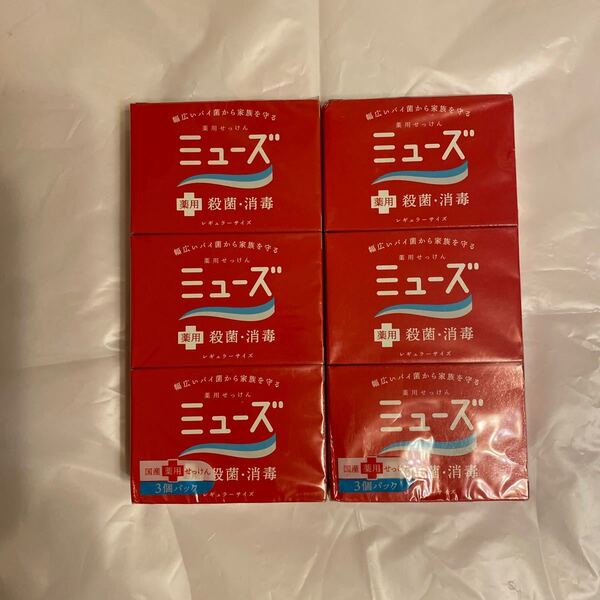 幅広いバイ菌から家族を守る
薬用せっけん
ミューズ
薬用 殺菌・消毒
レギュラーサイズ
幅広いバイ菌から家族を守る
薬用せっけん
ミューズ
薬用 殺菌・消毒
レギュラーサイズ
幅広いバイ菌から家族を守る
薬用せっけん
ミューズ
殺菌・消毒
レギュラーサイズ
国産 薬用 せっけん
3個パック
幅広いバイ菌から家族を守る
薬用せっけん
ミューズ
薬用 殺菌・消毒
レギュラーサイズ
幅広いバイ菌から家族を守る
薬用せっけん
ミューズ
薬用 殺菌・消毒
レギュラーサイズ
幅広いバイ菌から家族を守る
薬用せっけん
ミューズ
菌・消毒
レギュラーサイズ
国産 薬用 せっけん
3個パック